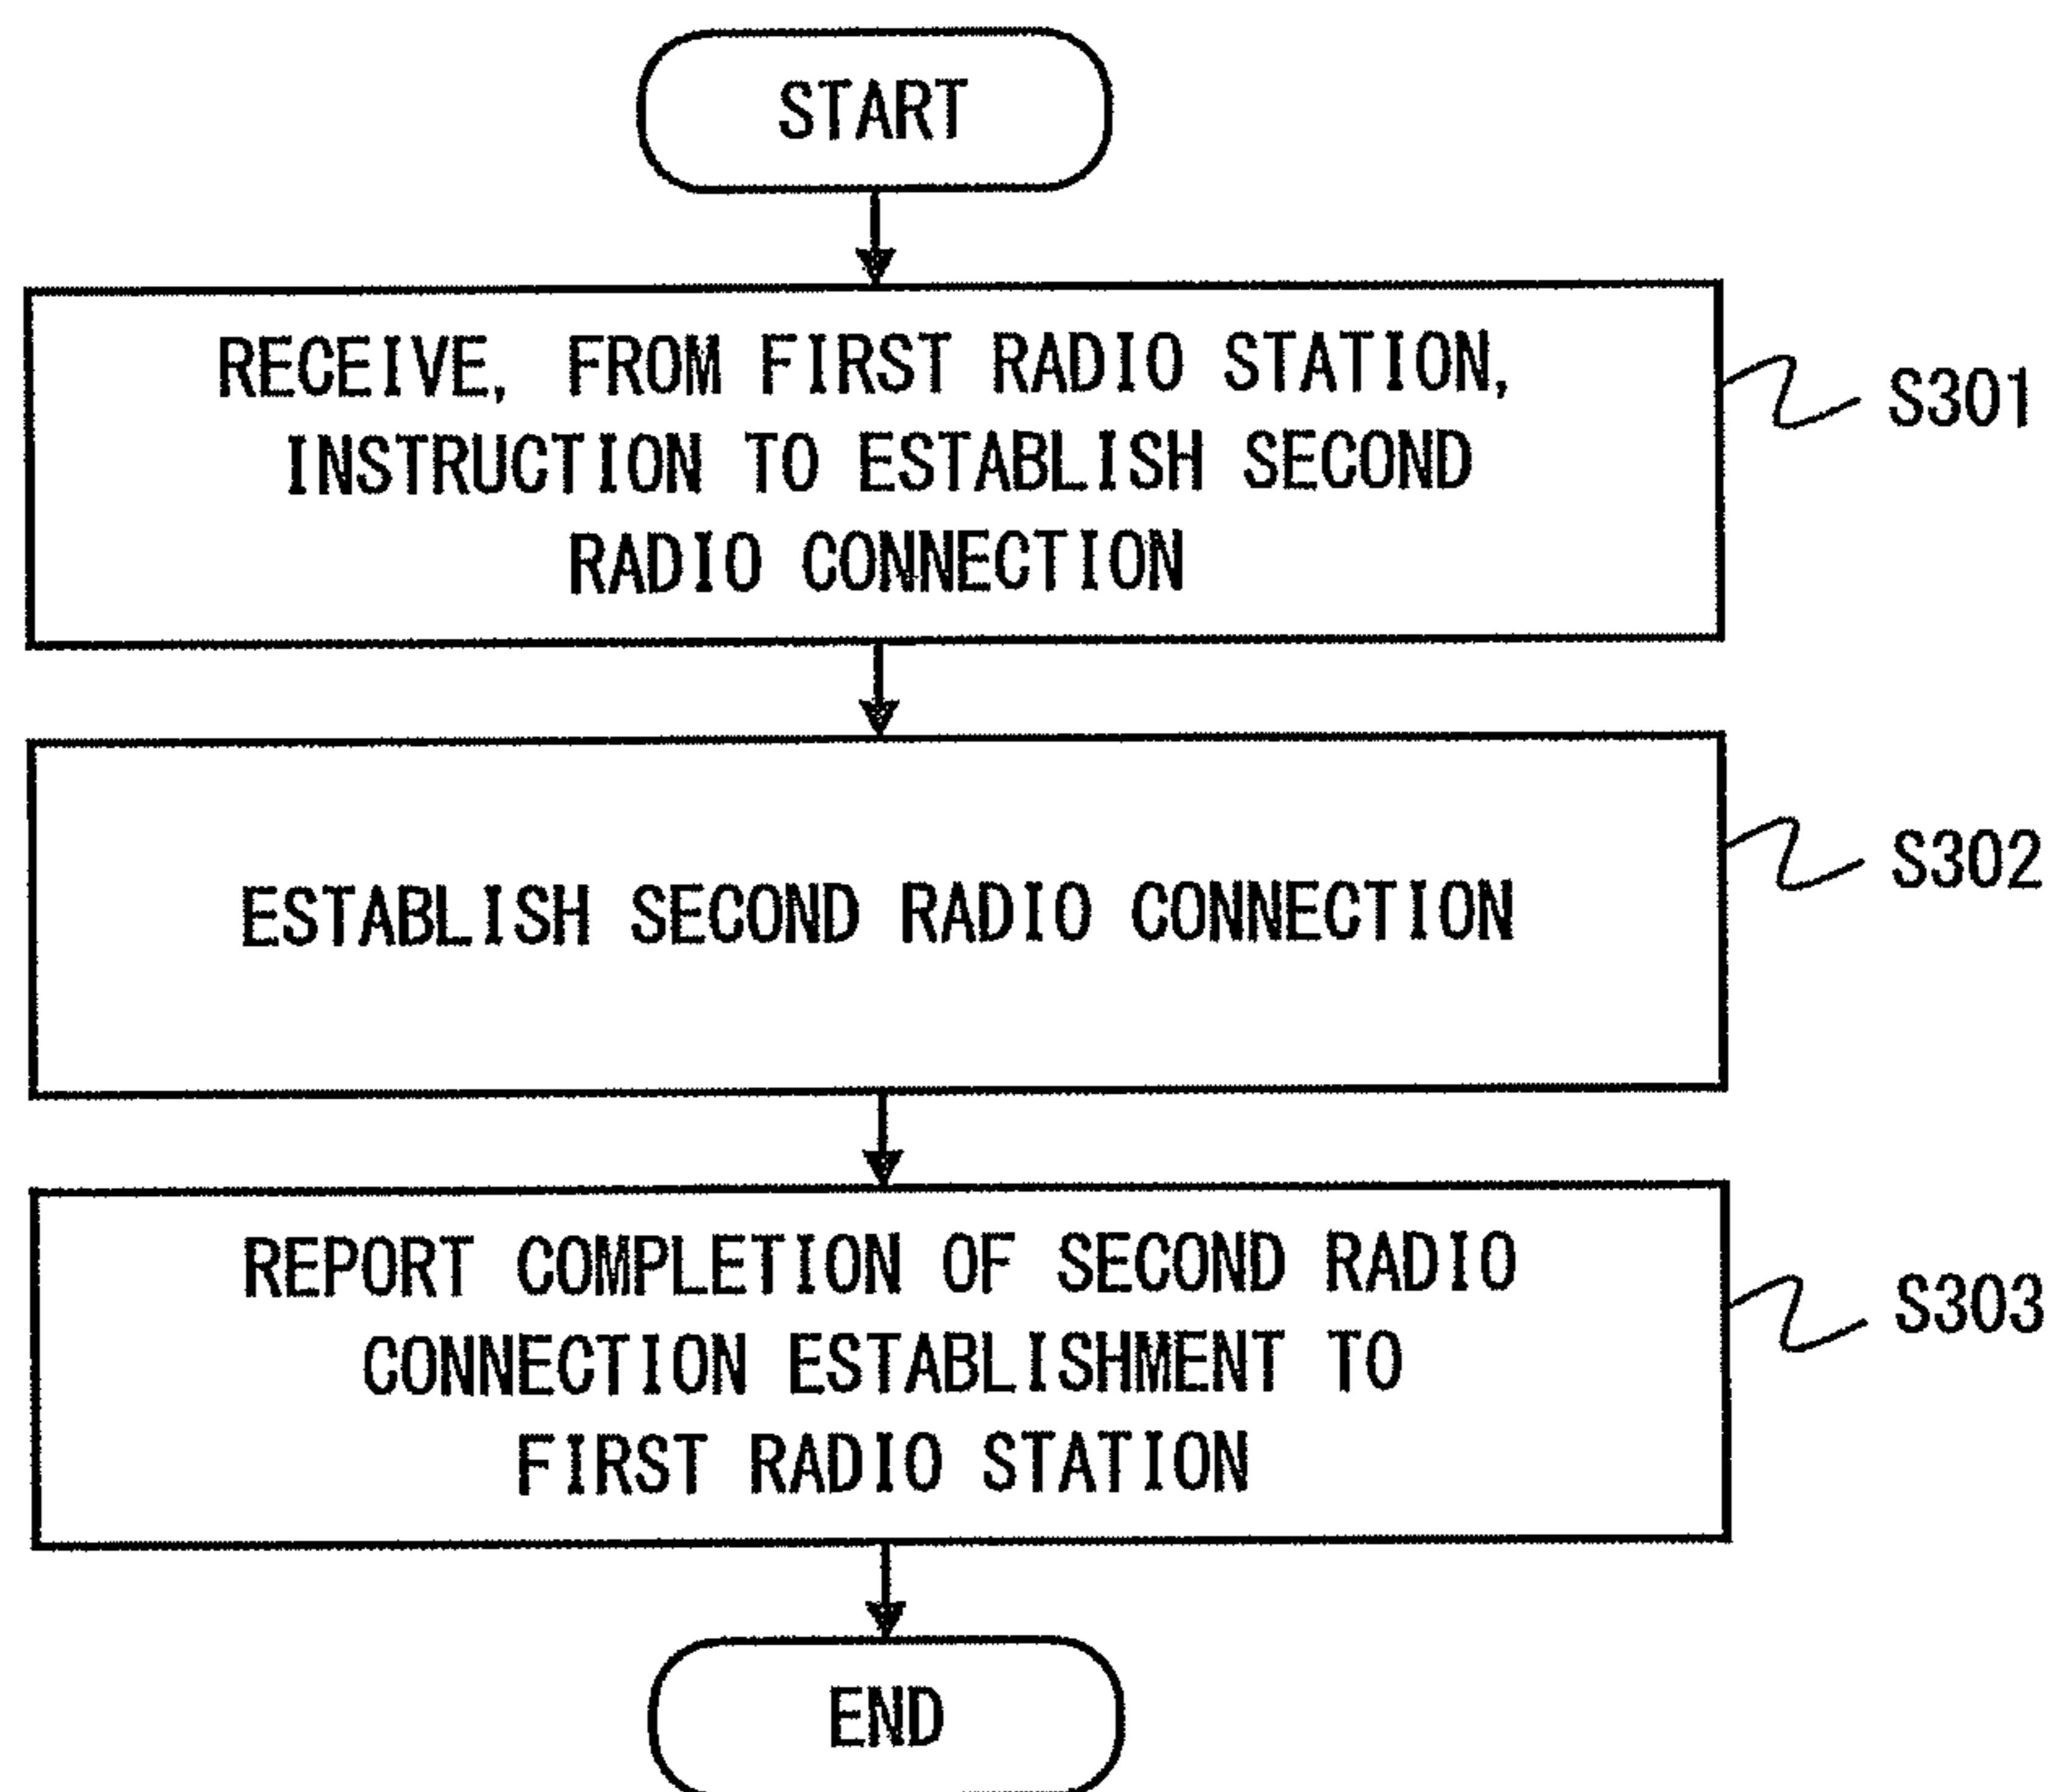 START
RECEIVE, FROM FIRST RADIO STATION,
INSTRUCTION TO ESTABLISH SECOND
RADIO CONNECTION
S301
ESTABLISH SECOND RADIO CONNECTION
S302
REPORT COMPLETION OF SECOND RADIO
CONNECTION ESTABLISHMENT TO
FIRST RADIO STATION
S303
END